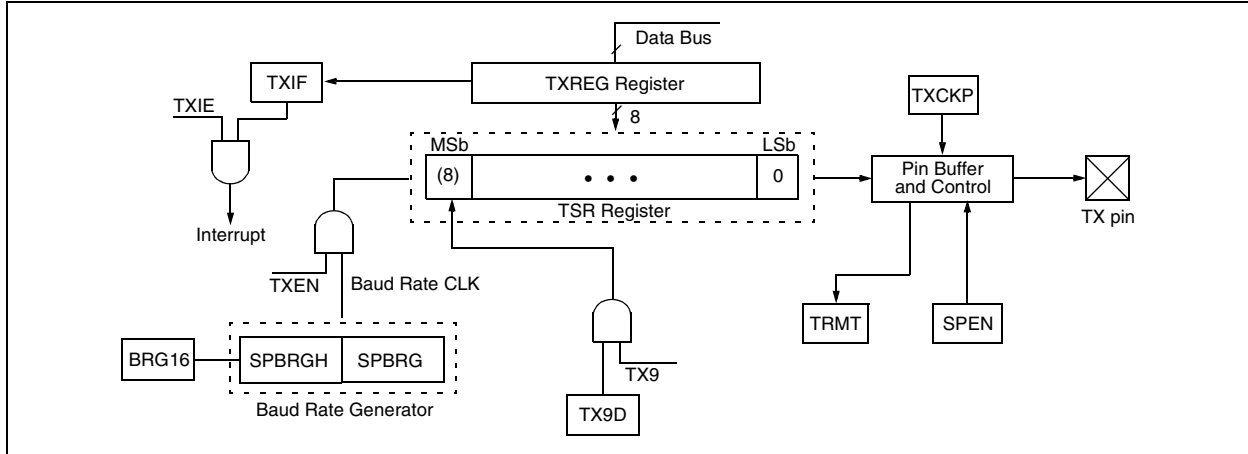 Data Bus
TXIF
TXREG Register
TXIE
8
TXCKP
MSb
LSb
(8)
• • •
0
Pin Buffer
and Control
TSR Register
TX pin
Interrupt
TXEN
Baud Rate CLK
TRMT
SPEN
BRG16
SPBRGH
SPBRG
TX9
Baud Rate Generator
TX9D